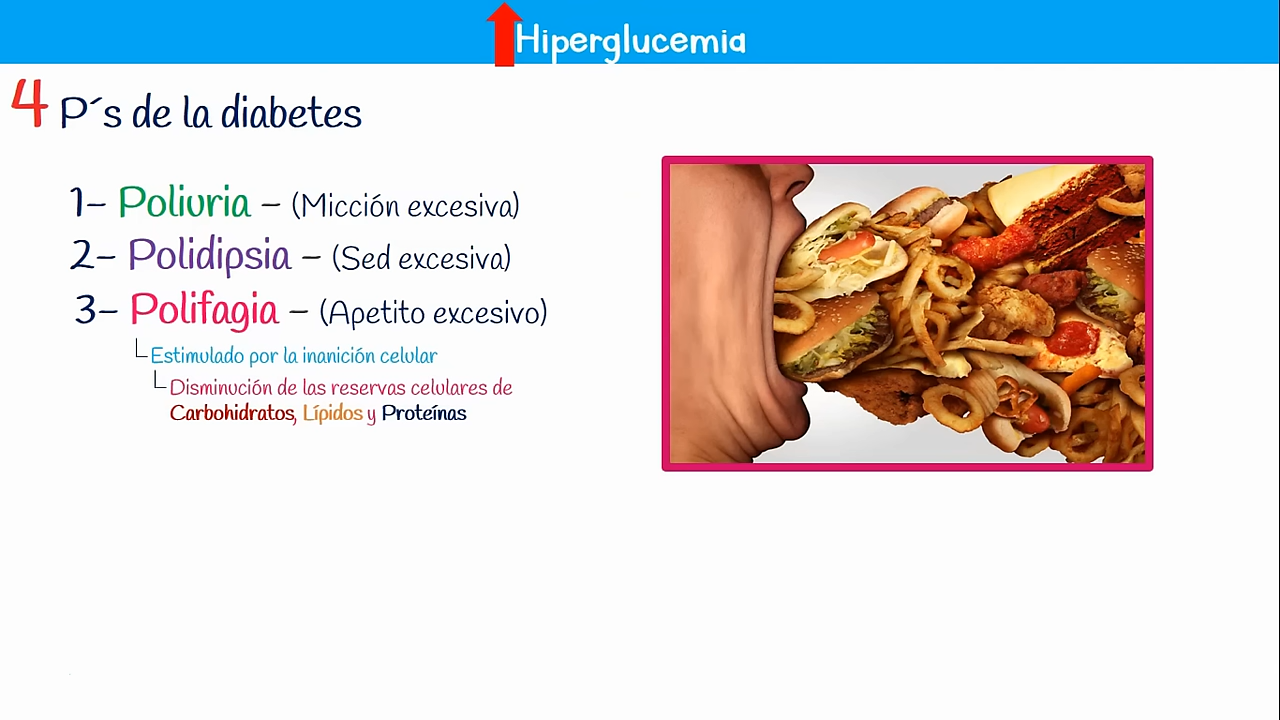 Hiperglucemia
4 P´s de la diabetes
1- Poliuria - (Micción excesiva)
2- Polidipsia - (Sed excesiva)
3- Polifagia - (Apetito excesivo)
Estimulado por la inanición celular
Disminución de las reservas celulares de
Carbohidratos, Lípidos y Proteínas